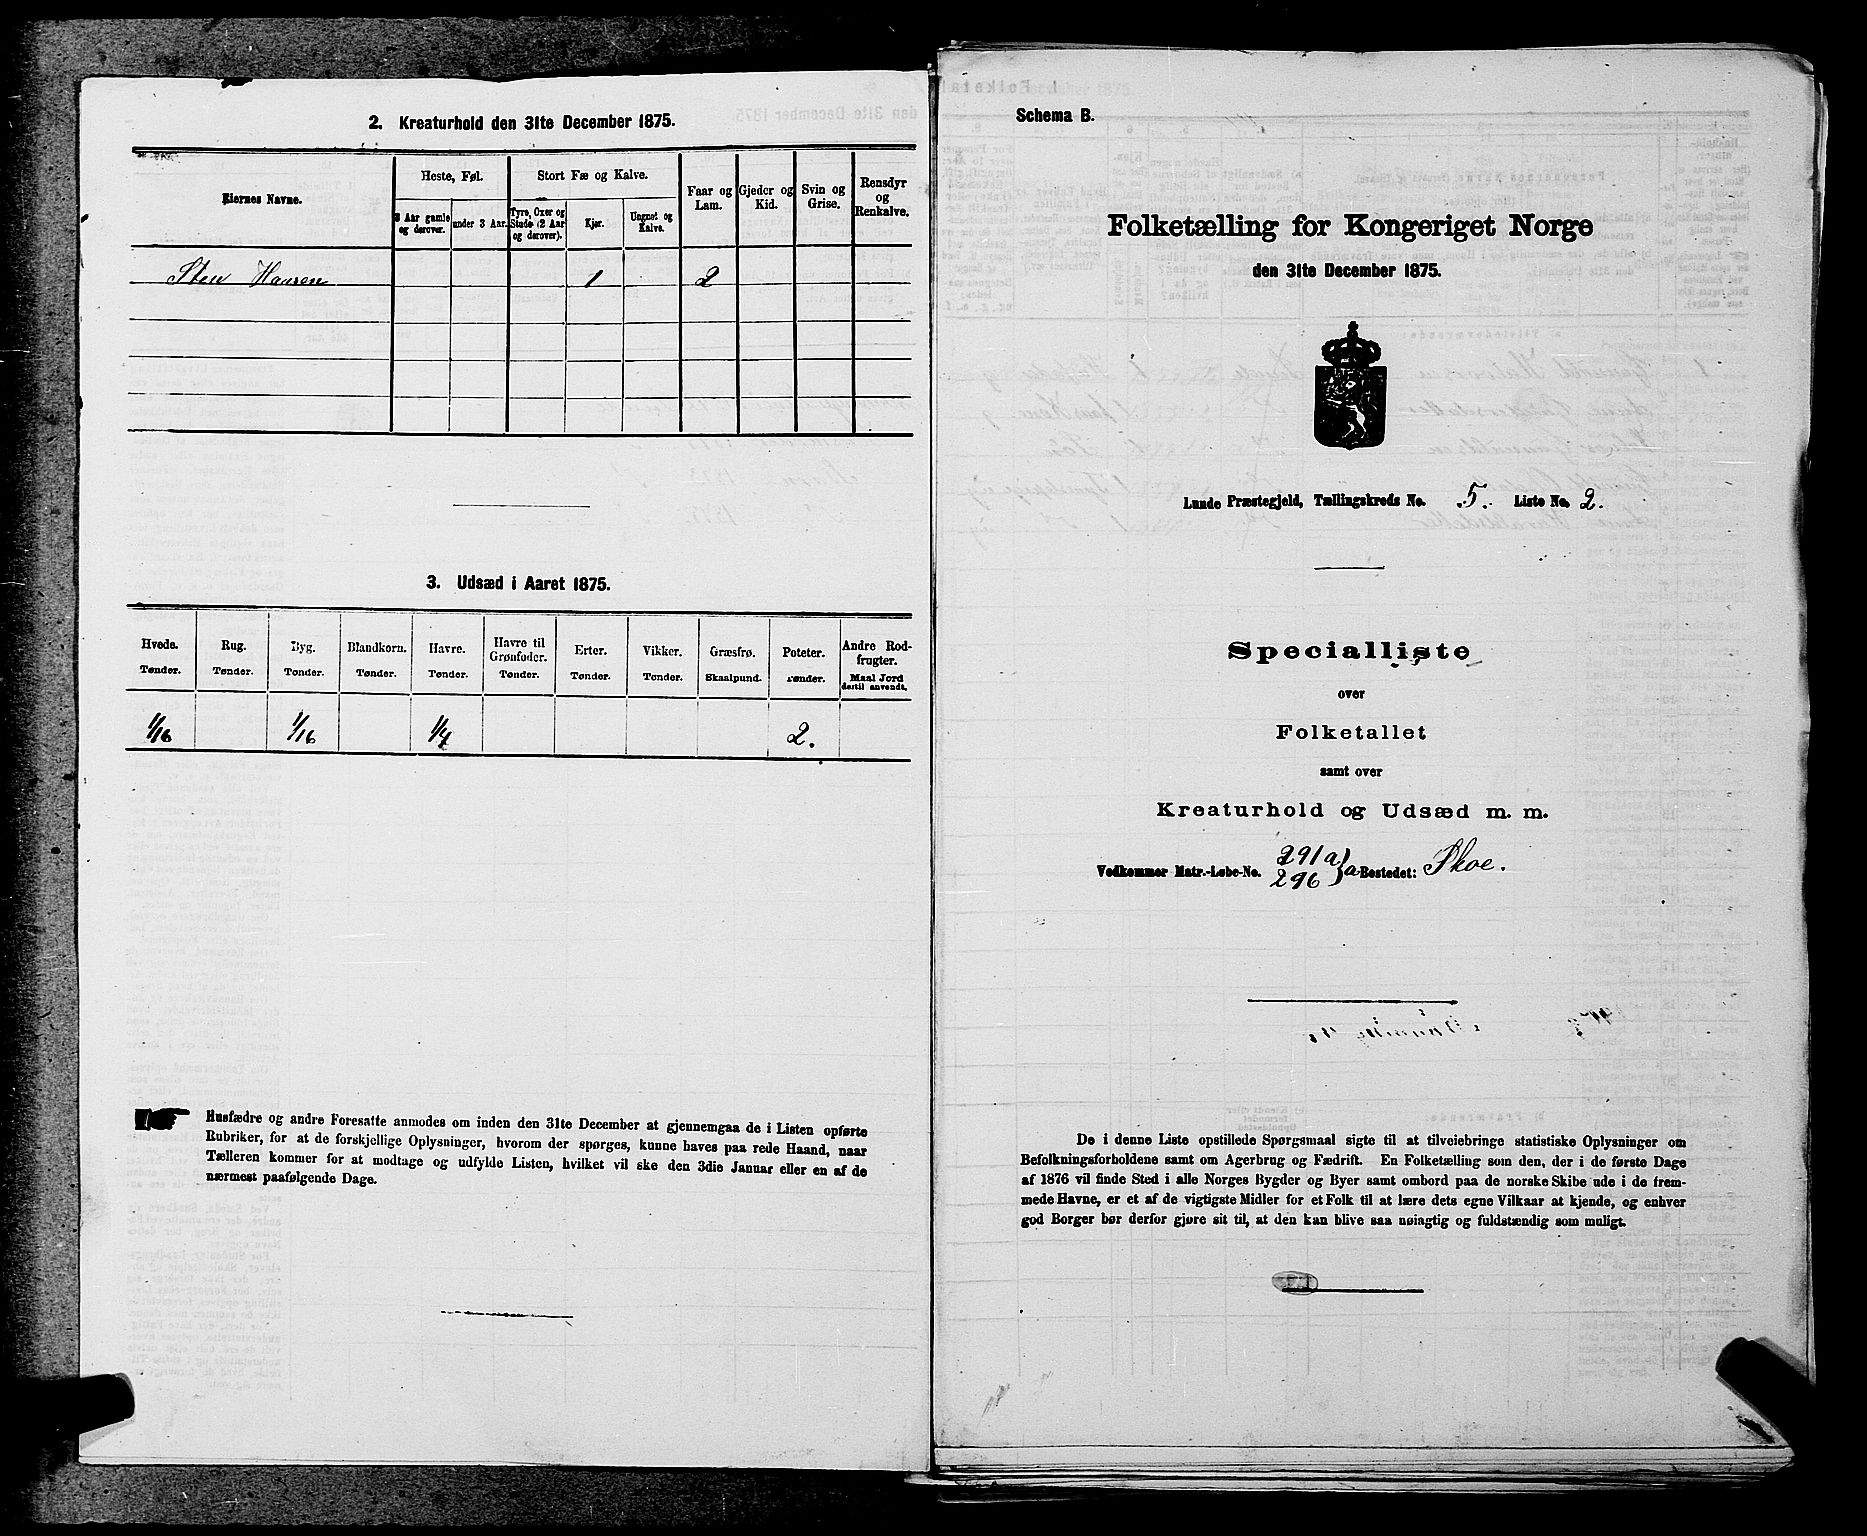 2. Kreaturhold den 31te December 1875.
Eiernes Navne.
Heste, Føl.
Stort Fæ og Kalve.
Faar og Lam.
Gjeder og Kid.
Svin og Grise.
Rensdyr og Renkalve.
3 Aar gamle og derover.
under 3 Aar.
Tyre, Oxer og Stude (2 Aar og derover).
Kjør.
Ungnet og Kalve.
Sten Hansen 1 2
3. Udsæd i Aaret 1875.
Hvede. Rug. Byg. Blandkorn. Havre. Havre til Grønfoder. Erter. Vikker. Græsfrø. Poteter. Andre Rodfrugter.
Tønder. Tønder. Tønder. Tønder. Tønder. Tønder. Tønder. Tønder. Skaalpund. Tønder. Maal Jord dertil anvendt.
1/16 1/16 1/4 2.
Husfædre og andre Foresatte anmodes om inden den 31te December at gjennemgaa de i Listen opførte
Rubriker, for at de forskjellige Oplysninger, hvorom der spørges, kunne haves paa rede Haand, naar
Tælleren kommer for at modtage og udfylde Listen, hvilket vil ske den 3die Januar eller en af de
nærmest paafølgende Dage.
Schema B.
Folketælling for Kongeriget Norge
den 31te December 1875.
Lunde Præstegjeld, Tællingskreds No. 5. Liste No. 2.
Specialliste
over
Folketallet
samt over
Kreaturhold og Udsæd m. m.
Vedkommer Matr.-Løbe-No. 291a 296 } a Bostedet: Skoe.
De i denne Liste opstillede Spørgsmaal sigte til at tilveiebringe statistiske Oplysninger om
Befolkningsforholdene samt om Agerbrug og Fædrift. En Folketælling som den, der i de første Dage
af 1876 vil finde Sted i alle Norges Bygder og Byer samt ombord paa de norske Skibe ude i de frem-
mede Havne, er et af de vigtigste Midler for et Folk til at lære dets egne Vilkaar at kjende, og enhver
god Borger bør derfor gjøre sit til, at den kan blive saa nøiagtig og fuldstændig som muligt.